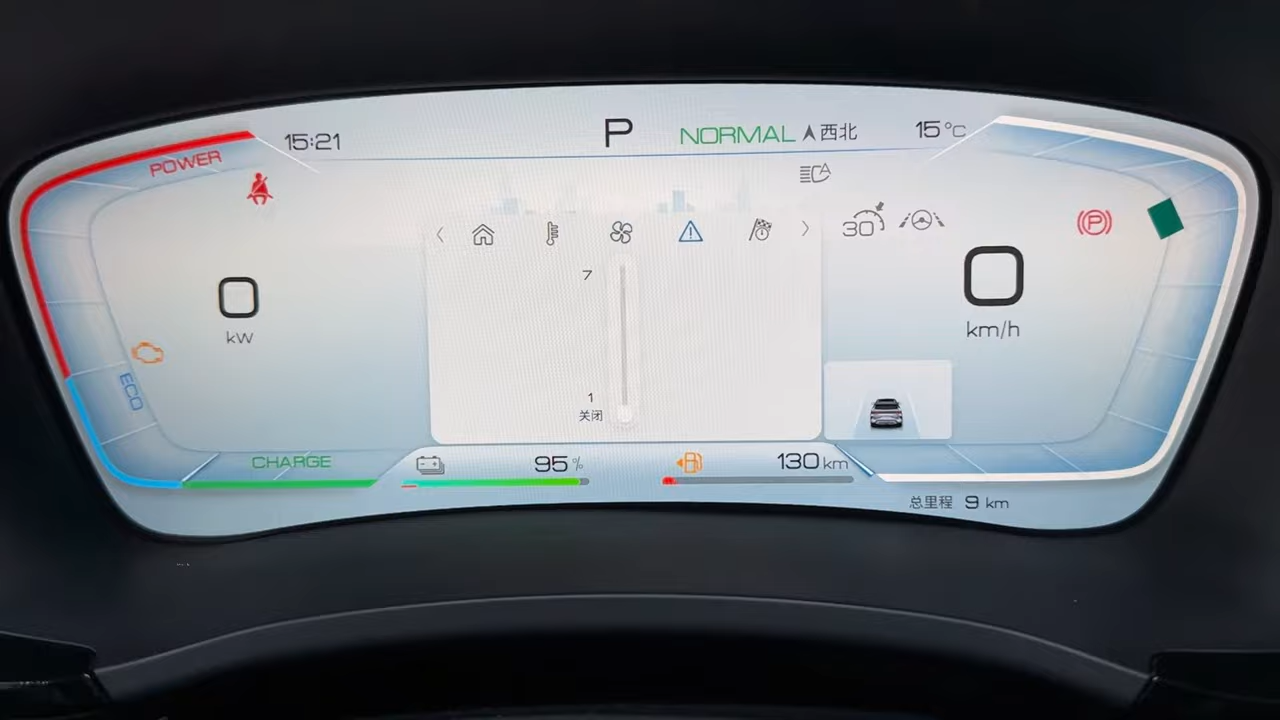 15:21
P
NORMAL 西北
15°C
POWER
A
30
P
7
0
kW
0
km/h
ECO
1
关闭
CHARGE
95%
130 km
总里程 9 km